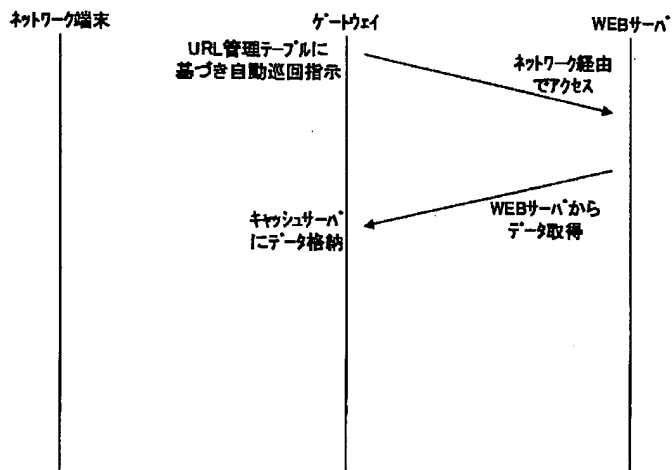 ネットワーク端末
ゲートウェイ
WEBサーバ
URL管理テーブルに
基づき自動巡回指示
ネットワーク経由
でアクセス
キャッシュサーバ
にデータ格納
WEBサーバから
データ取得